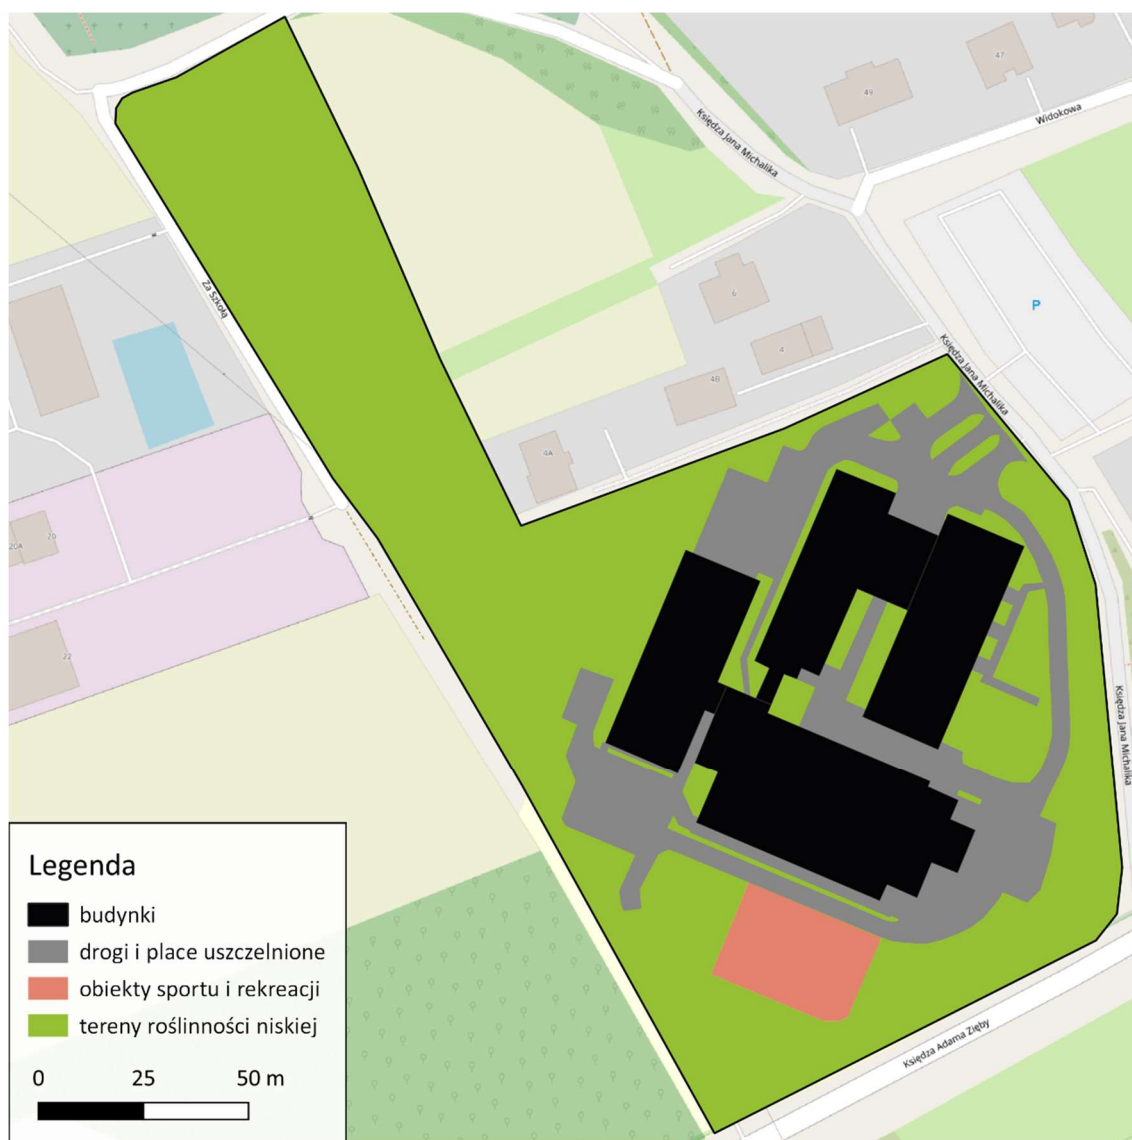 47
49
Widokowa
Księdza Jana Michalika
Za Szkołą
6
P
4
Księdza Jana Michalika
4B
4A
20
20A
22
Księdza Jana Michalika
Legenda
budynki
drogi i place uszczelnione
obiekty sportu i rekreacji
tereny roślinności niskiej
0 25 50 m
Księdza Adama Zięby